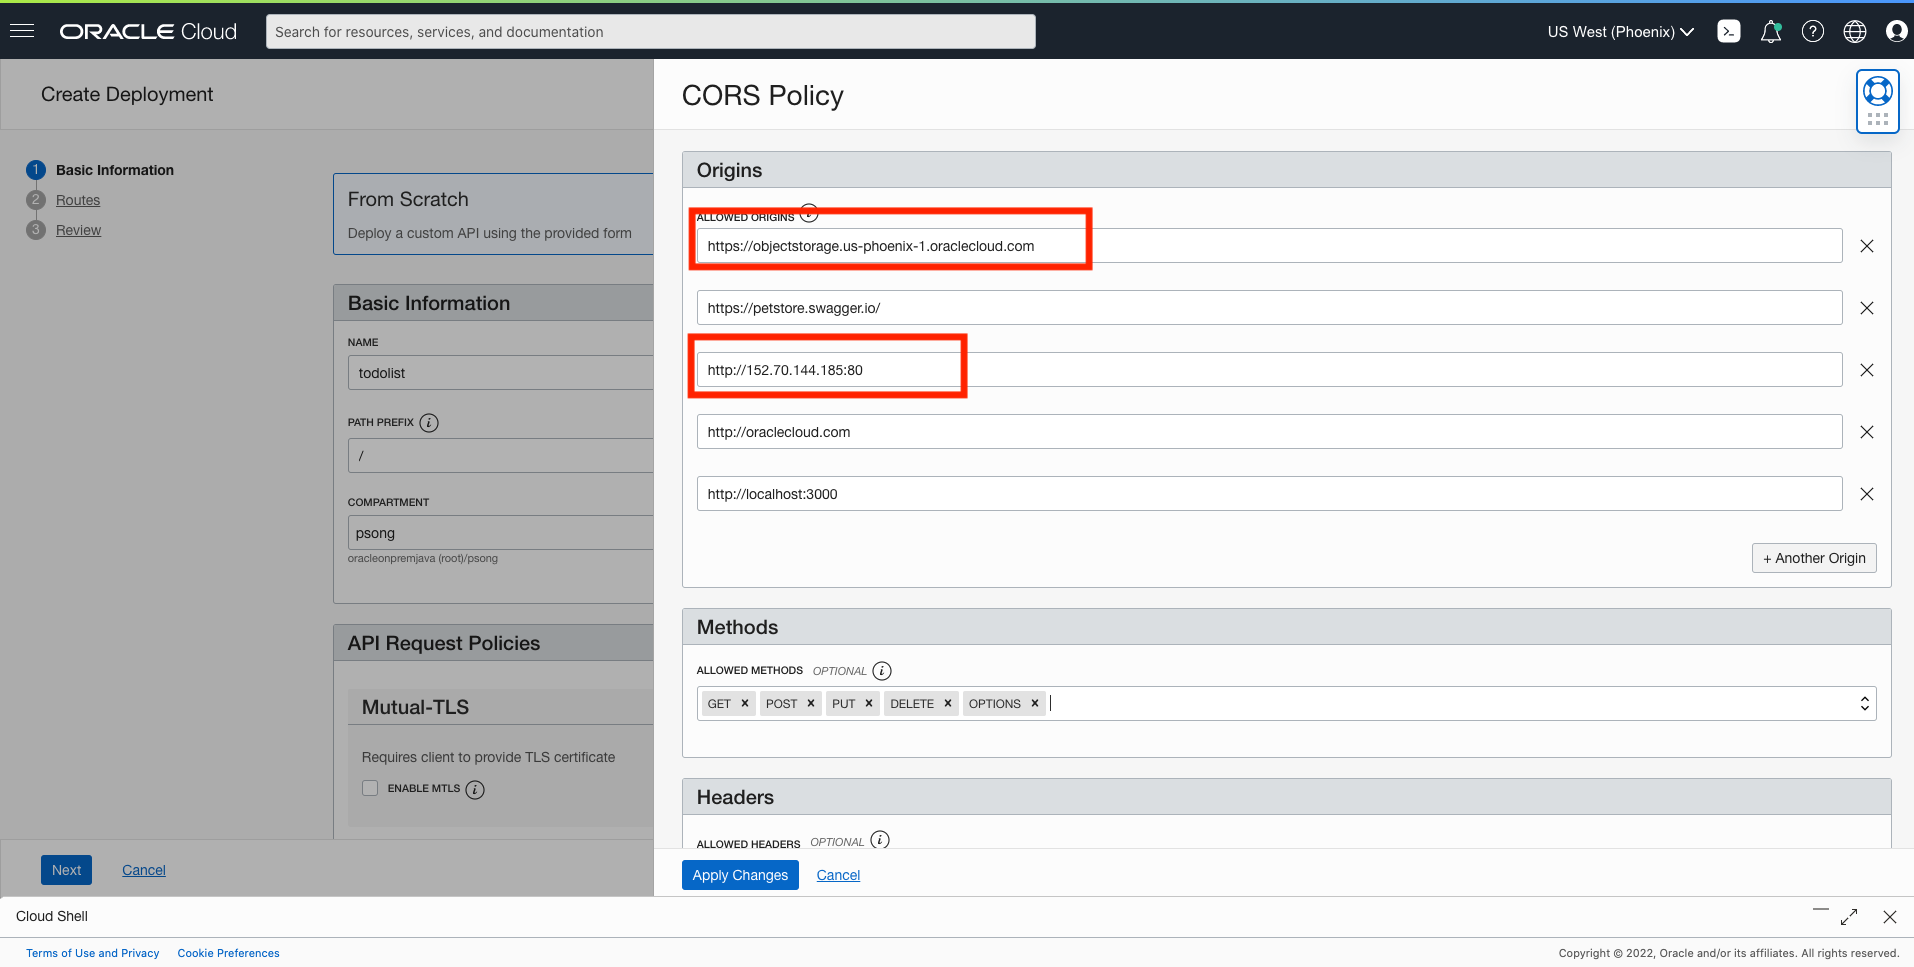 ORACLE Cloud
Search for resources, services, and documentation
US West (Phoenix)
Create Deployment
1 Basic Information
2 Routes
3 Review
From Scratch
Deploy a custom API using the provided form
Basic Information
NAME
todolist
PATH PREFIX i
/
COMPARTMENT
psong
oracleonpremjava (root)/psong
API Request Policies
Mutual-TLS
Requires client to provide TLS certificate
ENABLE MTLS i
Next Cancel
CORS Policy
Origins
ALLOWED ORIGINS i
https://objectstorage.us-phoenix-1.oraclecloud.com
https://petstore.swagger.io/
http://152.70.144.185:80
http://oraclecloud.com
http://localhost:3000
+ Another Origin
Methods
ALLOWED METHODS OPTIONAL i
GET × POST × PUT × DELETE × OPTIONS ×
Headers
ALLOWED HEADERS OPTIONAL i
Apply Changes Cancel
Cloud Shell
Terms of Use and Privacy Cookie Preferences
Copyright © 2022, Oracle and/or its affiliates. All rights reserved.